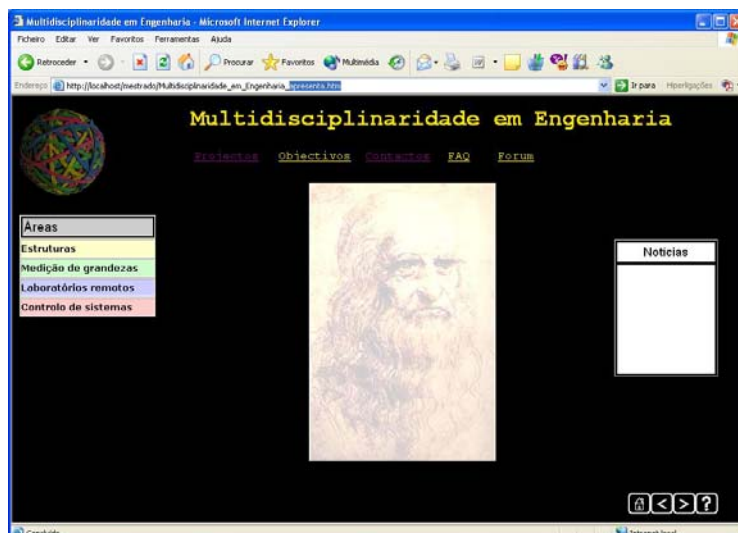 Multidisciplinaridade em Engenharia - Microsoft Internet Explorer
Ficheiro Editar Ver Favoritos Ferramentas Ajuda
Retroceder Procurar Favoritos Multimédia
Endereço http://localhost/mestrado/Multidisciplinaridade_em_Engenharia_apresenta.htm Ir para Hiperligações
Multidisciplinaridade em Engenharia
Projectos Objectivos Contactos FAQ Forum
Áreas
Estruturas
Medição de grandezas
Laboratórios remotos
Controlo de sistemas
Noticias
< > ?
Concluído Intranet local